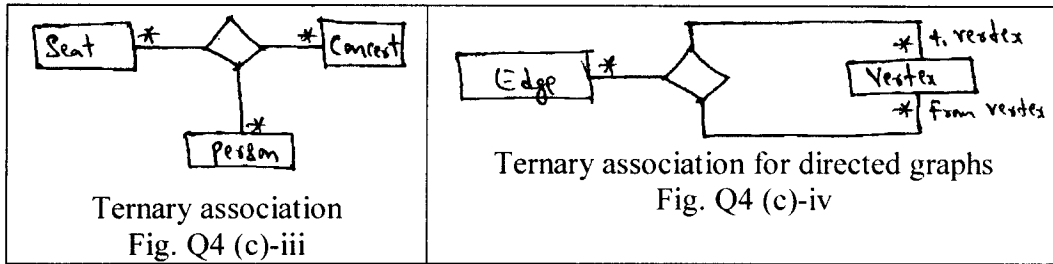 Seat
*
* Concert
*
Person
Ternary association
Fig. Q4 (c)-iii
Edge
*
* to vertex
Vertex
* From vertex
Ternary association for directed graphs
Fig. Q4 (c)-iv